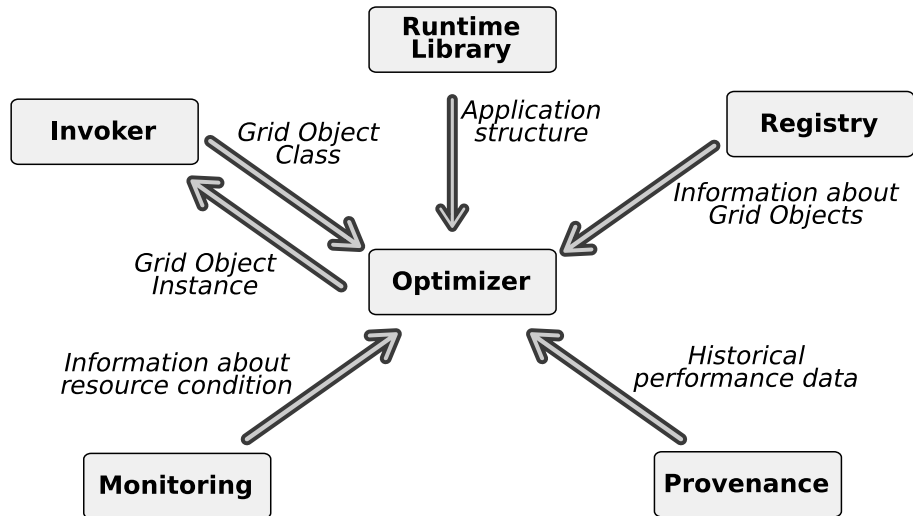 Runtime
Library
Invoker
Grid Object
Class
Application
structure
Registry
Information about
Grid Objects
Grid Object
Instance
Optimizer
Information about
resource condition
Historical
performance data
Monitoring
Provenance